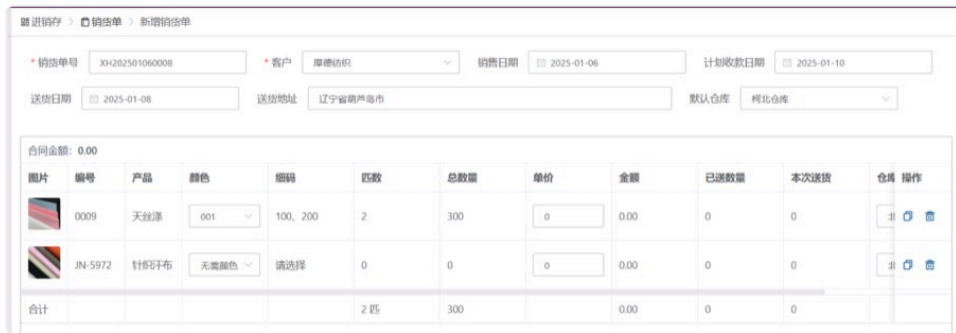 进销存 > 销货单 > 新增销货单
* 销货单号 XH202501060008 * 客户 厚德纺织 销售日期 2025-01-06 计划收款日期 2025-01-10
送货日期 2025-01-08 送货地址 辽宁省葫芦岛市 默认仓库 柯北仓库
合同金额: 0.00
图片 编号 产品 颜色 细码 匹数 总数量 单价 金额 已送数量 本次送货 仓库 操作
0009 天丝涤 001 100、200 2 300 0 0.00 0 0
JN-5972 针织汗布 无需颜色 请选择 0 0 0 0.00 0 0
合计 2 匹 300 0.00 0 0